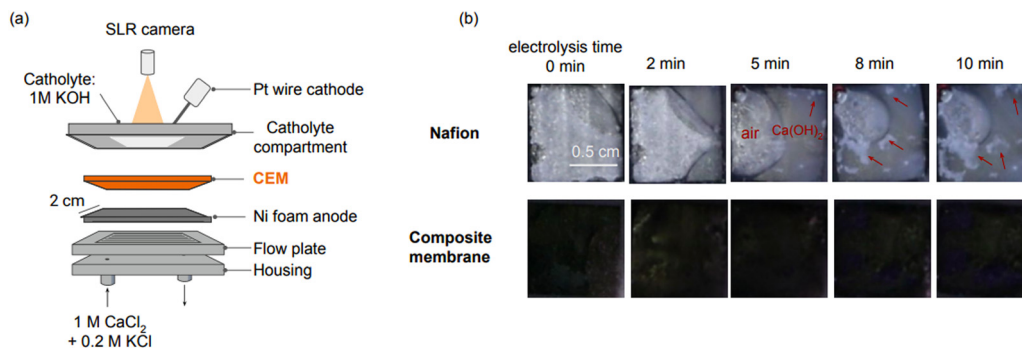 (a)
SLR camera
Catholyte:
1M KOH
Pt wire cathode
Catholyte
compartment
CEM
2 cm
Ni foam anode
Flow plate
Housing
1 M CaCl₂
+ 0.2 M KCl
(b)
electrolysis time
0 min 2 min 5 min 8 min 10 min
Nafion
0.5 cm
air
Ca(OH)₂
Composite
membrane